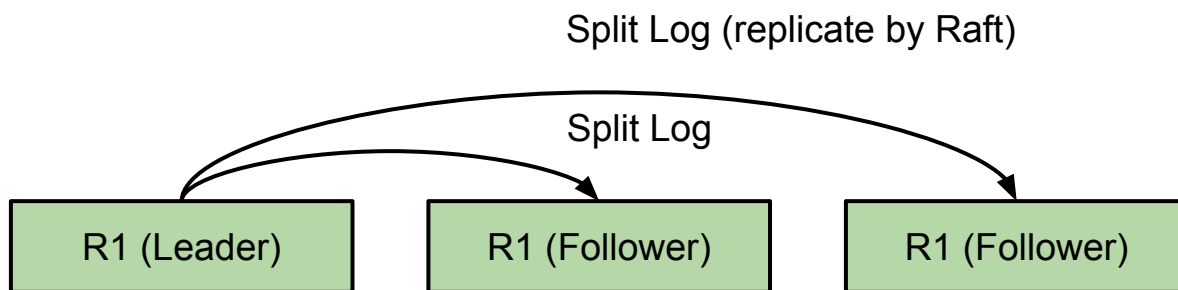 Split Log (replicate by Raft)
Split Log
R1 (Leader)
R1 (Follower)
R1 (Follower)